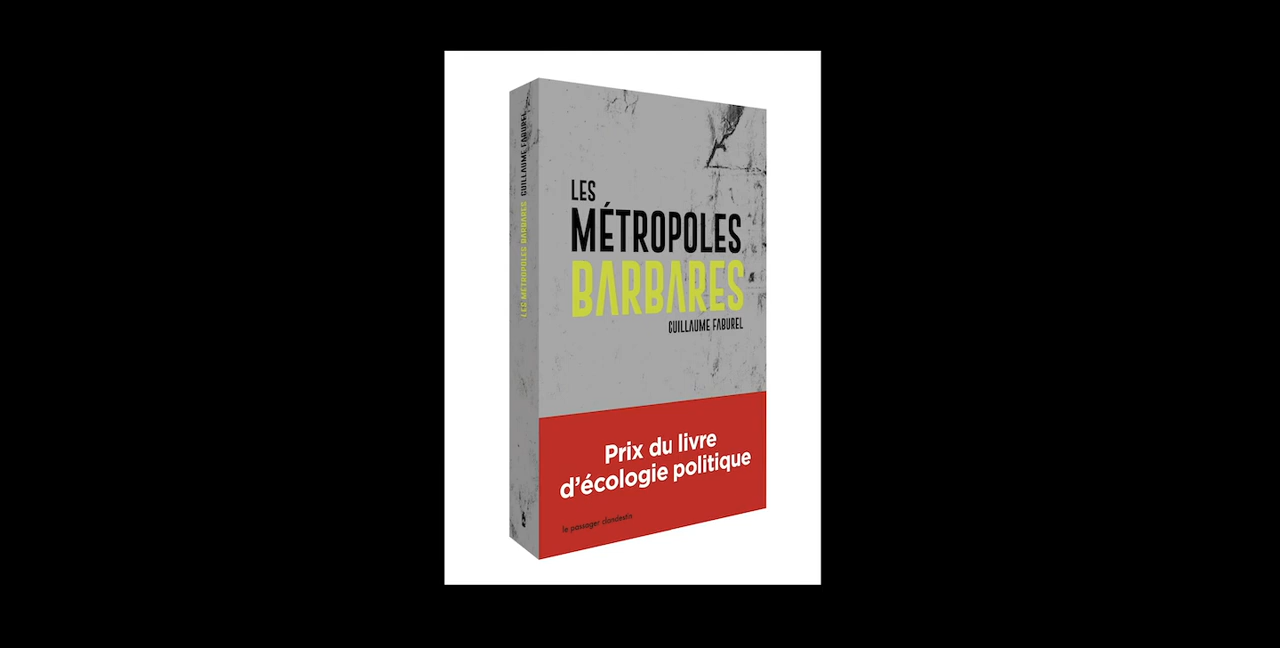 LES MÉTROPOLES BARBARES GUILLAUME FABUREL
LES
MÉTROPOLES
BARBARES
GUILLAUME FABUREL
Prix du livre
d'écologie politique
le passager clandestin